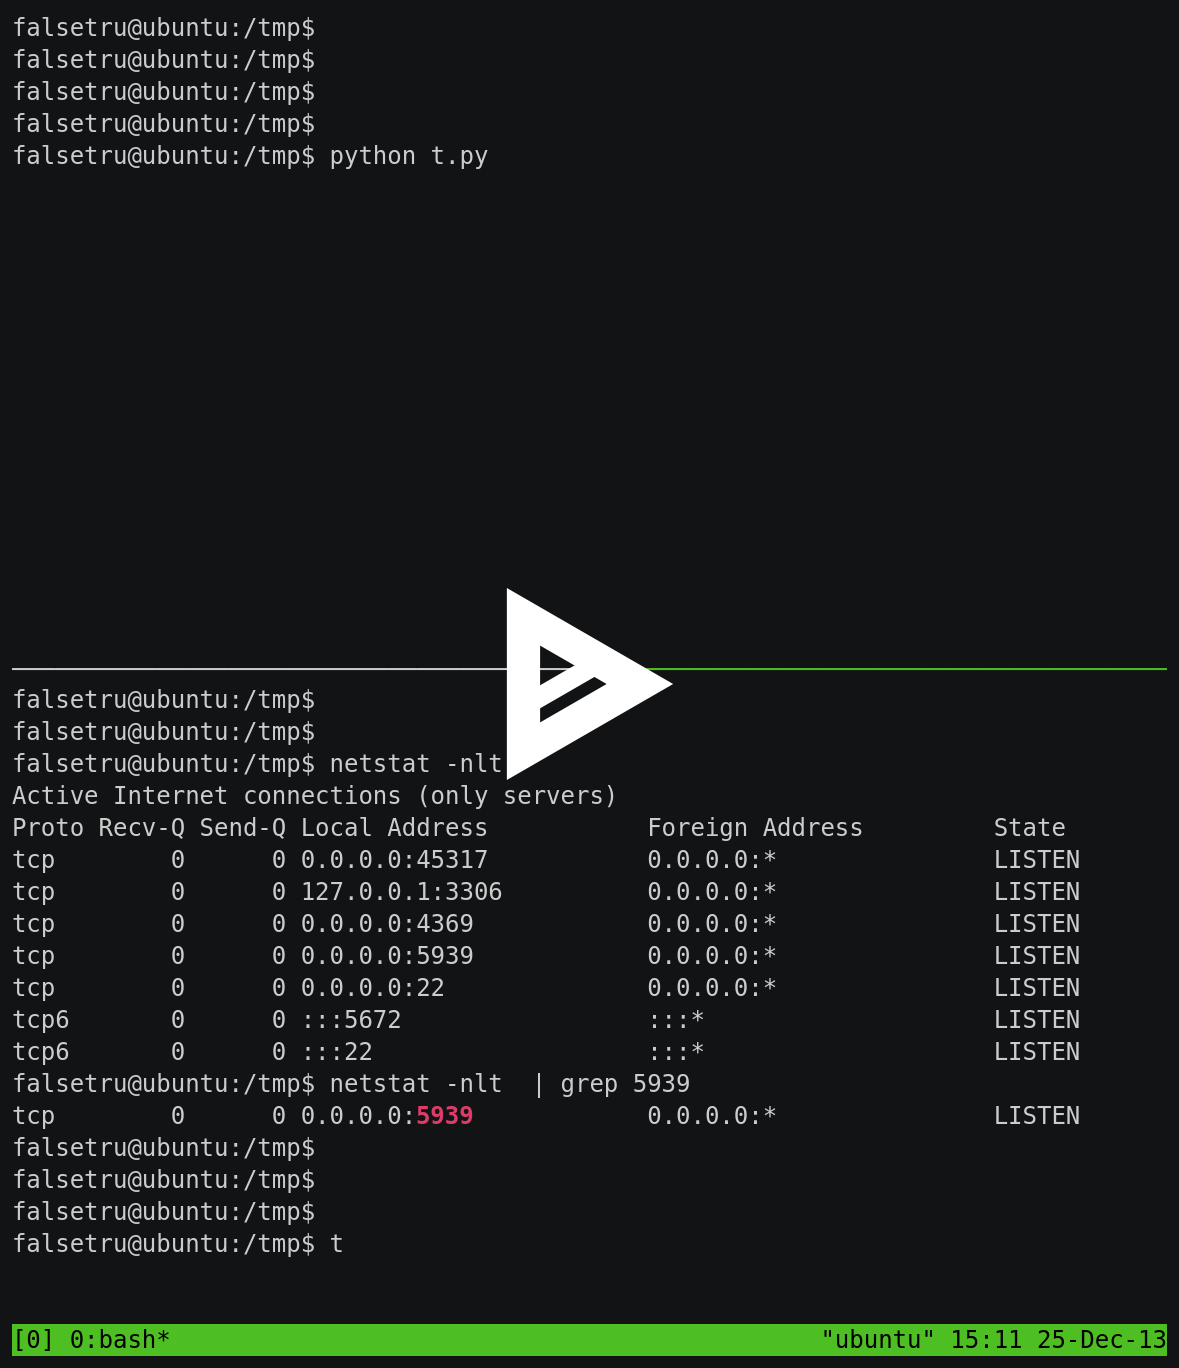 falsetru@ubuntu:/tmp$
falsetru@ubuntu:/tmp$
falsetru@ubuntu:/tmp$
falsetru@ubuntu:/tmp$
falsetru@ubuntu:/tmp$ python t.py
falsetru@ubuntu:/tmp$
falsetru@ubuntu:/tmp$
falsetru@ubuntu:/tmp$ netstat -nlt
Active Internet connections (only servers)
Proto Recv-Q Send-Q Local Address           Foreign Address         State
tcp        0      0 0.0.0.0:45317           0.0.0.0:*               LISTEN
tcp        0      0 127.0.0.1:3306          0.0.0.0:*               LISTEN
tcp        0      0 0.0.0.0:4369            0.0.0.0:*               LISTEN
tcp        0      0 0.0.0.0:5939            0.0.0.0:*               LISTEN
tcp        0      0 0.0.0.0:22              0.0.0.0:*               LISTEN
tcp6       0      0 :::5672                 :::*                    LISTEN
tcp6       0      0 :::22                   :::*                    LISTEN
falsetru@ubuntu:/tmp$ netstat -nlt  | grep 5939
tcp        0      0 0.0.0.0:5939            0.0.0.0:*               LISTEN
falsetru@ubuntu:/tmp$
falsetru@ubuntu:/tmp$
falsetru@ubuntu:/tmp$
falsetru@ubuntu:/tmp$ t
[0] 0:bash*                                             "ubuntu" 15:11 25-Dec-13